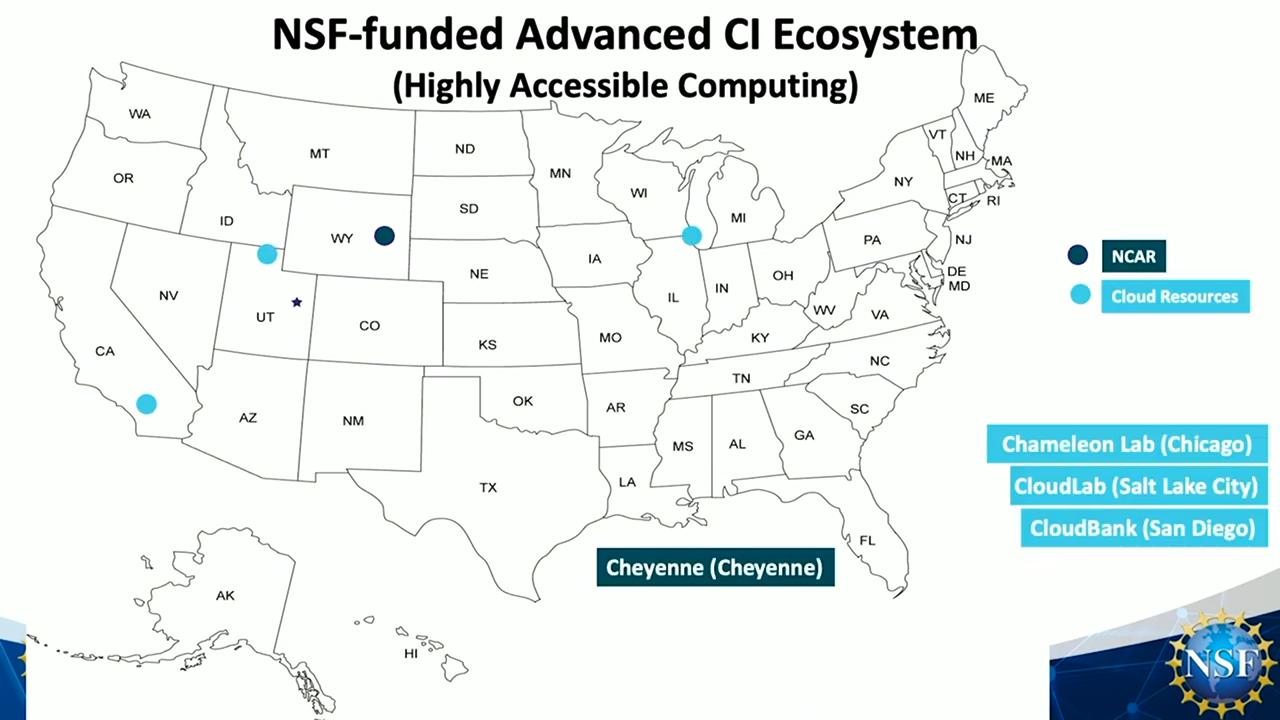 NSF-funded Advanced CI Ecosystem
(Highly Accessible Computing)
WA
OR
CA
NV
ID
MT
WY
UT
CO
AZ
NM
ND
SD
NE
KS
OK
TX
MN
IA
MO
AR
LA
WI
IL
MI
IN
OH
KY
TN
MS
AL
GA
FL
SC
NC
VA
WV
PA
NY
VT
NH
ME
MA
CT
RI
NJ
DE
MD
AK
HI
NCAR
Cloud Resources
Chameleon Lab (Chicago)
CloudLab (Salt Lake City)
CloudBank (San Diego)
Cheyenne (Cheyenne)
NSF